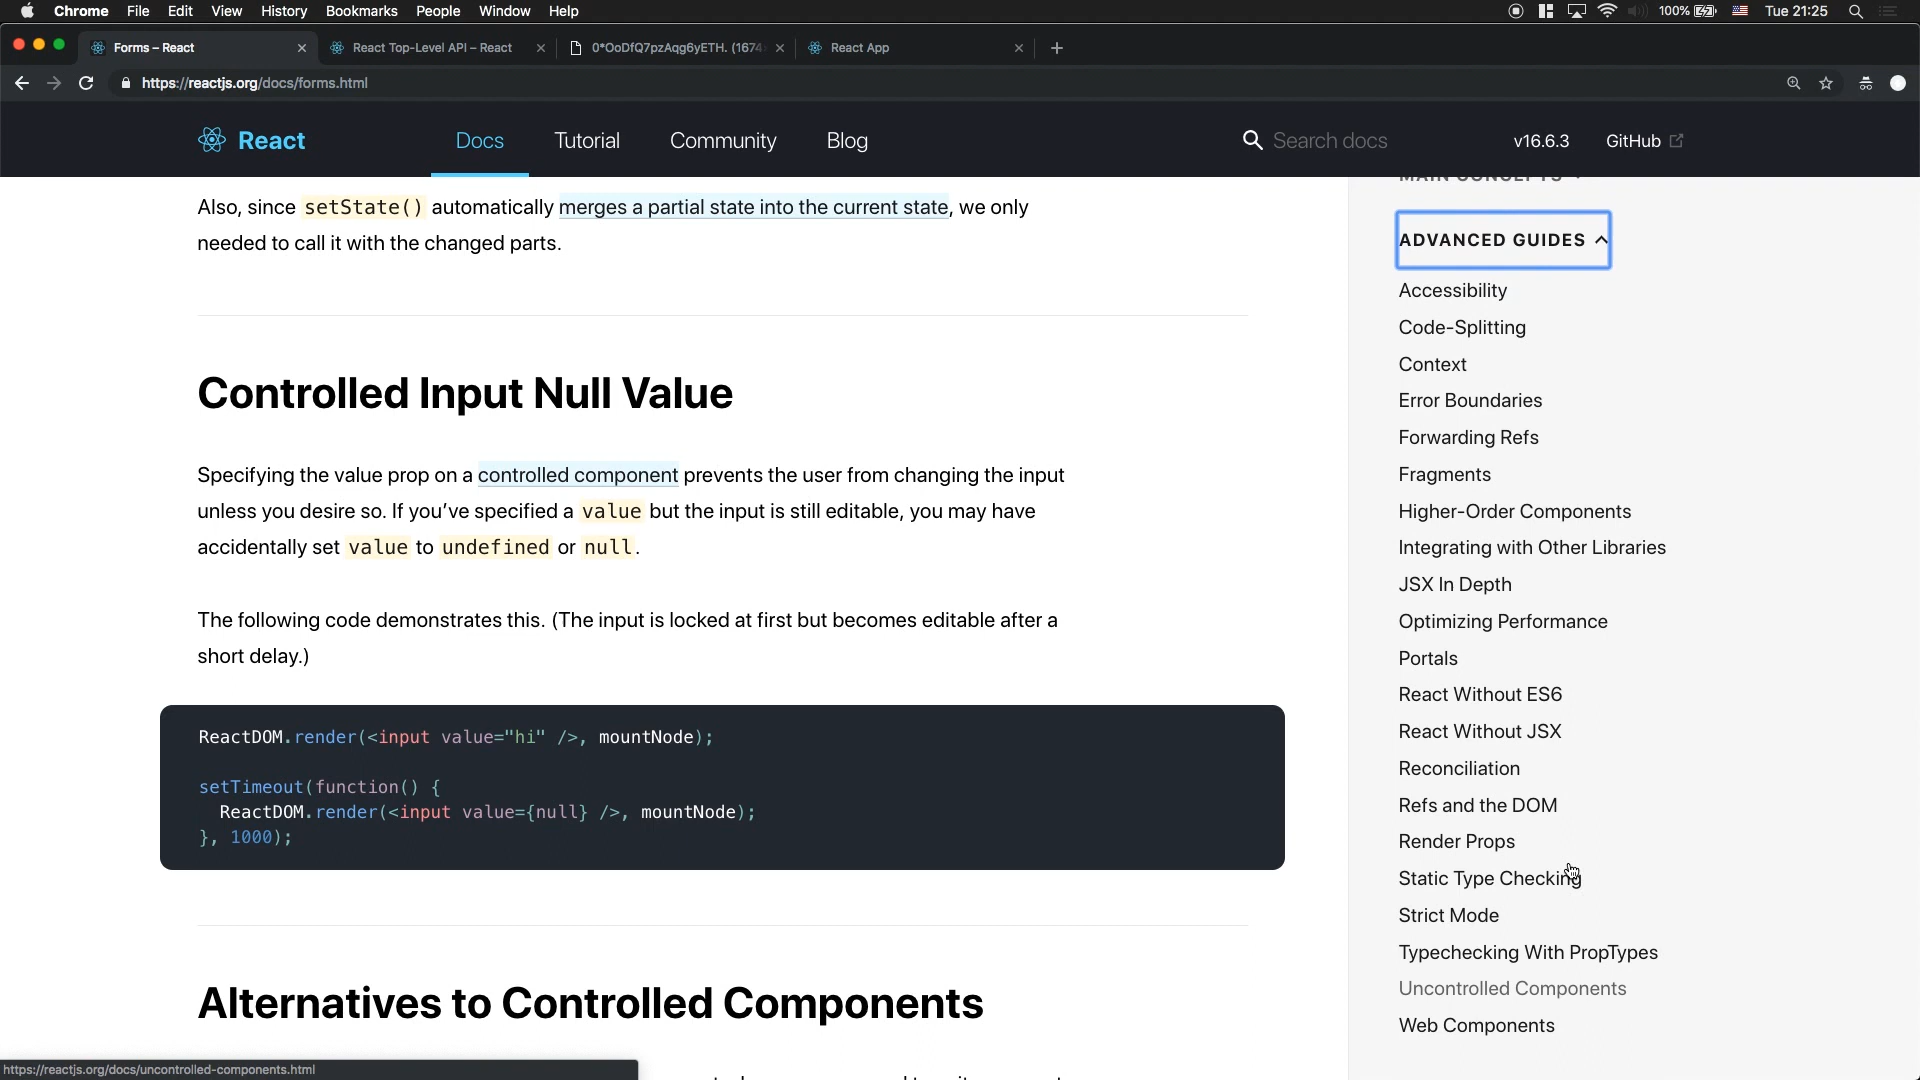 Chrome File Edit View History Bookmarks People Window Help 100% Tue 21:25
Forms – React React Top-Level API – React 0*OoDfQ7pzAqg6yETH. (1674 React App
https://reactjs.org/docs/forms.html
React Docs Tutorial Community Blog Search docs v16.6.3 GitHub
Also, since setState() automatically merges a partial state into the current state, we only
needed to call it with the changed parts.
Controlled Input Null Value
Specifying the value prop on a controlled component prevents the user from changing the input
unless you desire so. If you’ve specified a value but the input is still editable, you may have
accidentally set value to undefined or null.
The following code demonstrates this. (The input is locked at first but becomes editable after a
short delay.)
ReactDOM.render(<input value="hi" />, mountNode);
setTimeout(function() {
ReactDOM.render(<input value={null} />, mountNode);
}, 1000);
Alternatives to Controlled Components
https://reactjs.org/docs/uncontrolled-components.html
MAIN CONCEPTS
ADVANCED GUIDES
Accessibility
Code-Splitting
Context
Error Boundaries
Forwarding Refs
Fragments
Higher-Order Components
Integrating with Other Libraries
JSX In Depth
Optimizing Performance
Portals
React Without ES6
React Without JSX
Reconciliation
Refs and the DOM
Render Props
Static Type Checking
Strict Mode
Typechecking With PropTypes
Uncontrolled Components
Web Components